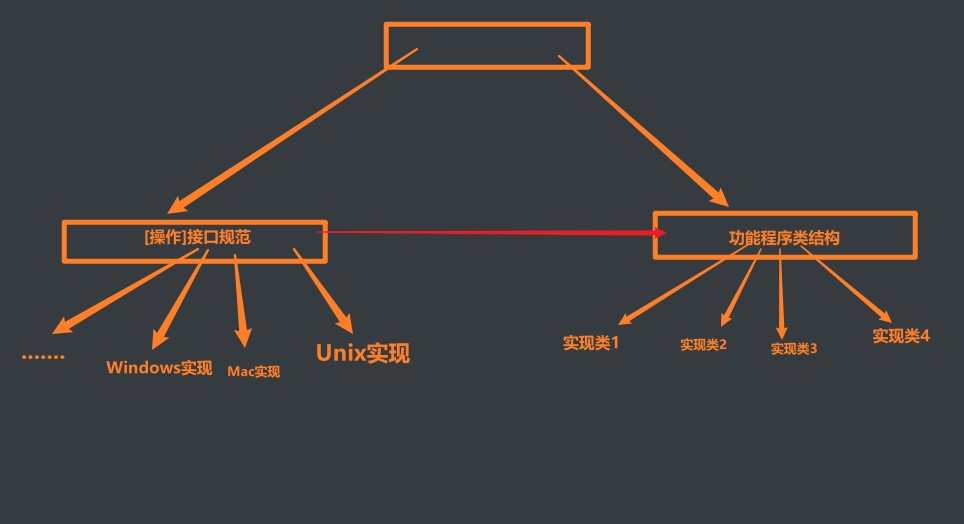 [操作]接口规范
功能程序类结构
.......
Windows实现
Mac实现
Unix实现
实现类1
实现类2
实现类3
实现类4